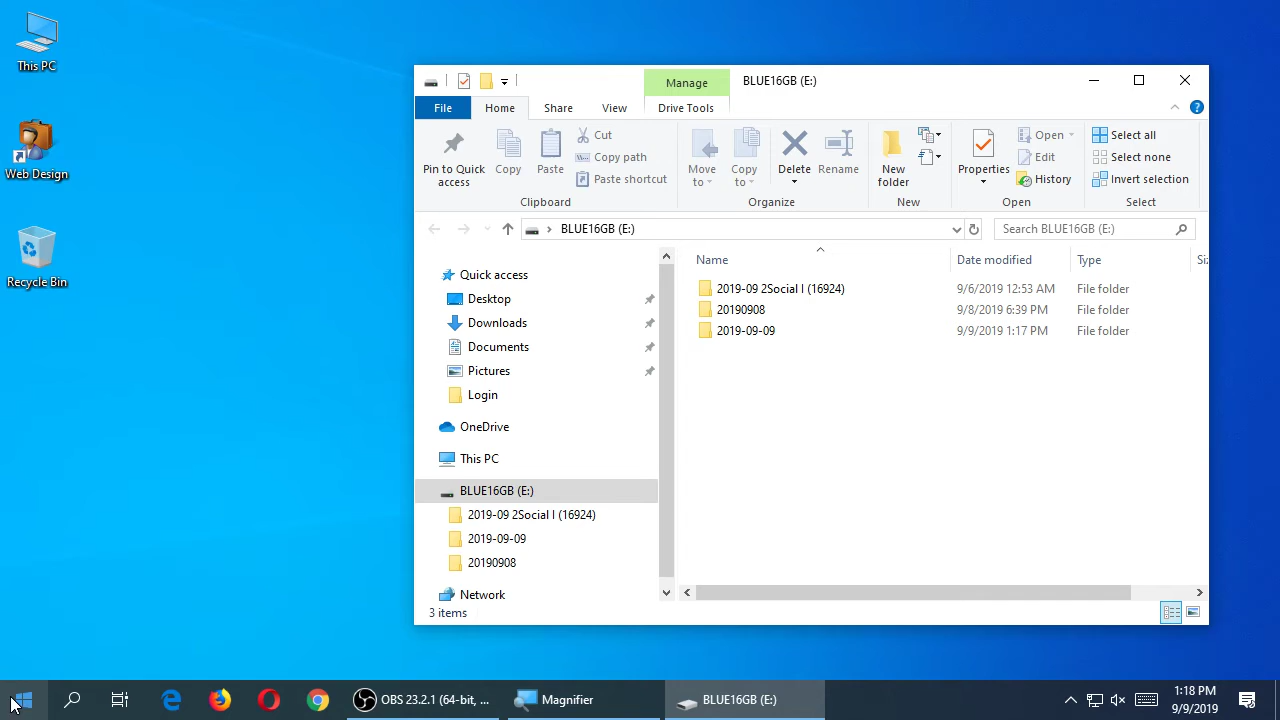 This PC
Web Design
Recycle Bin
Manage
BLUE16GB (E:)
File
Home
Share
View
Drive Tools
Pin to Quick
access
Copy
Paste
Cut
Copy path
Paste shortcut
Clipboard
Move
to
Copy
to
Delete
Rename
Organize
New
folder
New
Properties
Open
Edit
History
Open
Select all
Select none
Invert selection
Select
BLUE16GB (E:)
Search BLUE16GB (E:)
Quick access
Desktop
Downloads
Documents
Pictures
Login
OneDrive
This PC
BLUE16GB (E:)
2019-09 2Social I (16924)
2019-09-09
20190908
Network
Name Date modified Type Si:
2019-09 2Social I (16924) 9/6/2019 12:53 AM File folder
20190908 9/8/2019 6:39 PM File folder
2019-09-09 9/9/2019 1:17 PM File folder
3 items
OBS 23.2.1 (64-bit, ...
Magnifier
BLUE16GB (E:)
1:18 PM
9/9/2019